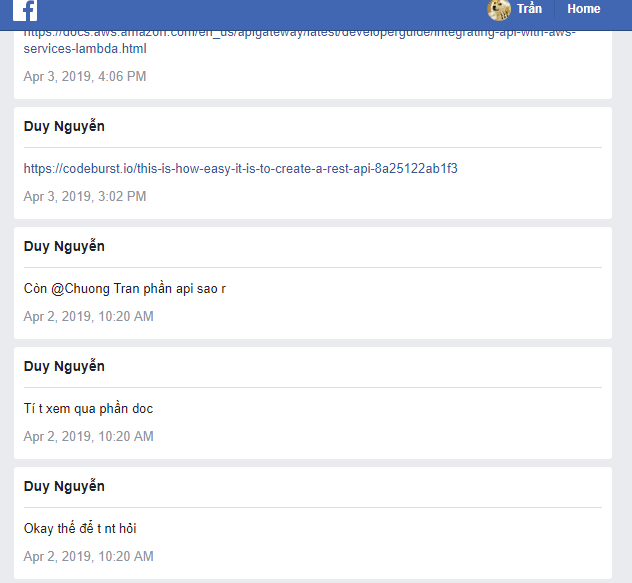 f
Trần
Home
https://docs.aws.amazon.com/en_us/apigateway/latest/developerguide/integrating-api-with-aws-
services-lambda.html
Apr 3, 2019, 4:06 PM
Duy Nguyễn
https://codeburst.io/this-is-how-easy-it-is-to-create-a-rest-api-8a25122ab1f3
Apr 3, 2019, 3:02 PM
Duy Nguyễn
Còn @Chuong Tran phần api sao r
Apr 2, 2019, 10:20 AM
Duy Nguyễn
Tí t xem qua phần doc
Apr 2, 2019, 10:20 AM
Duy Nguyễn
Okay thế để t nt hỏi
Apr 2, 2019, 10:20 AM